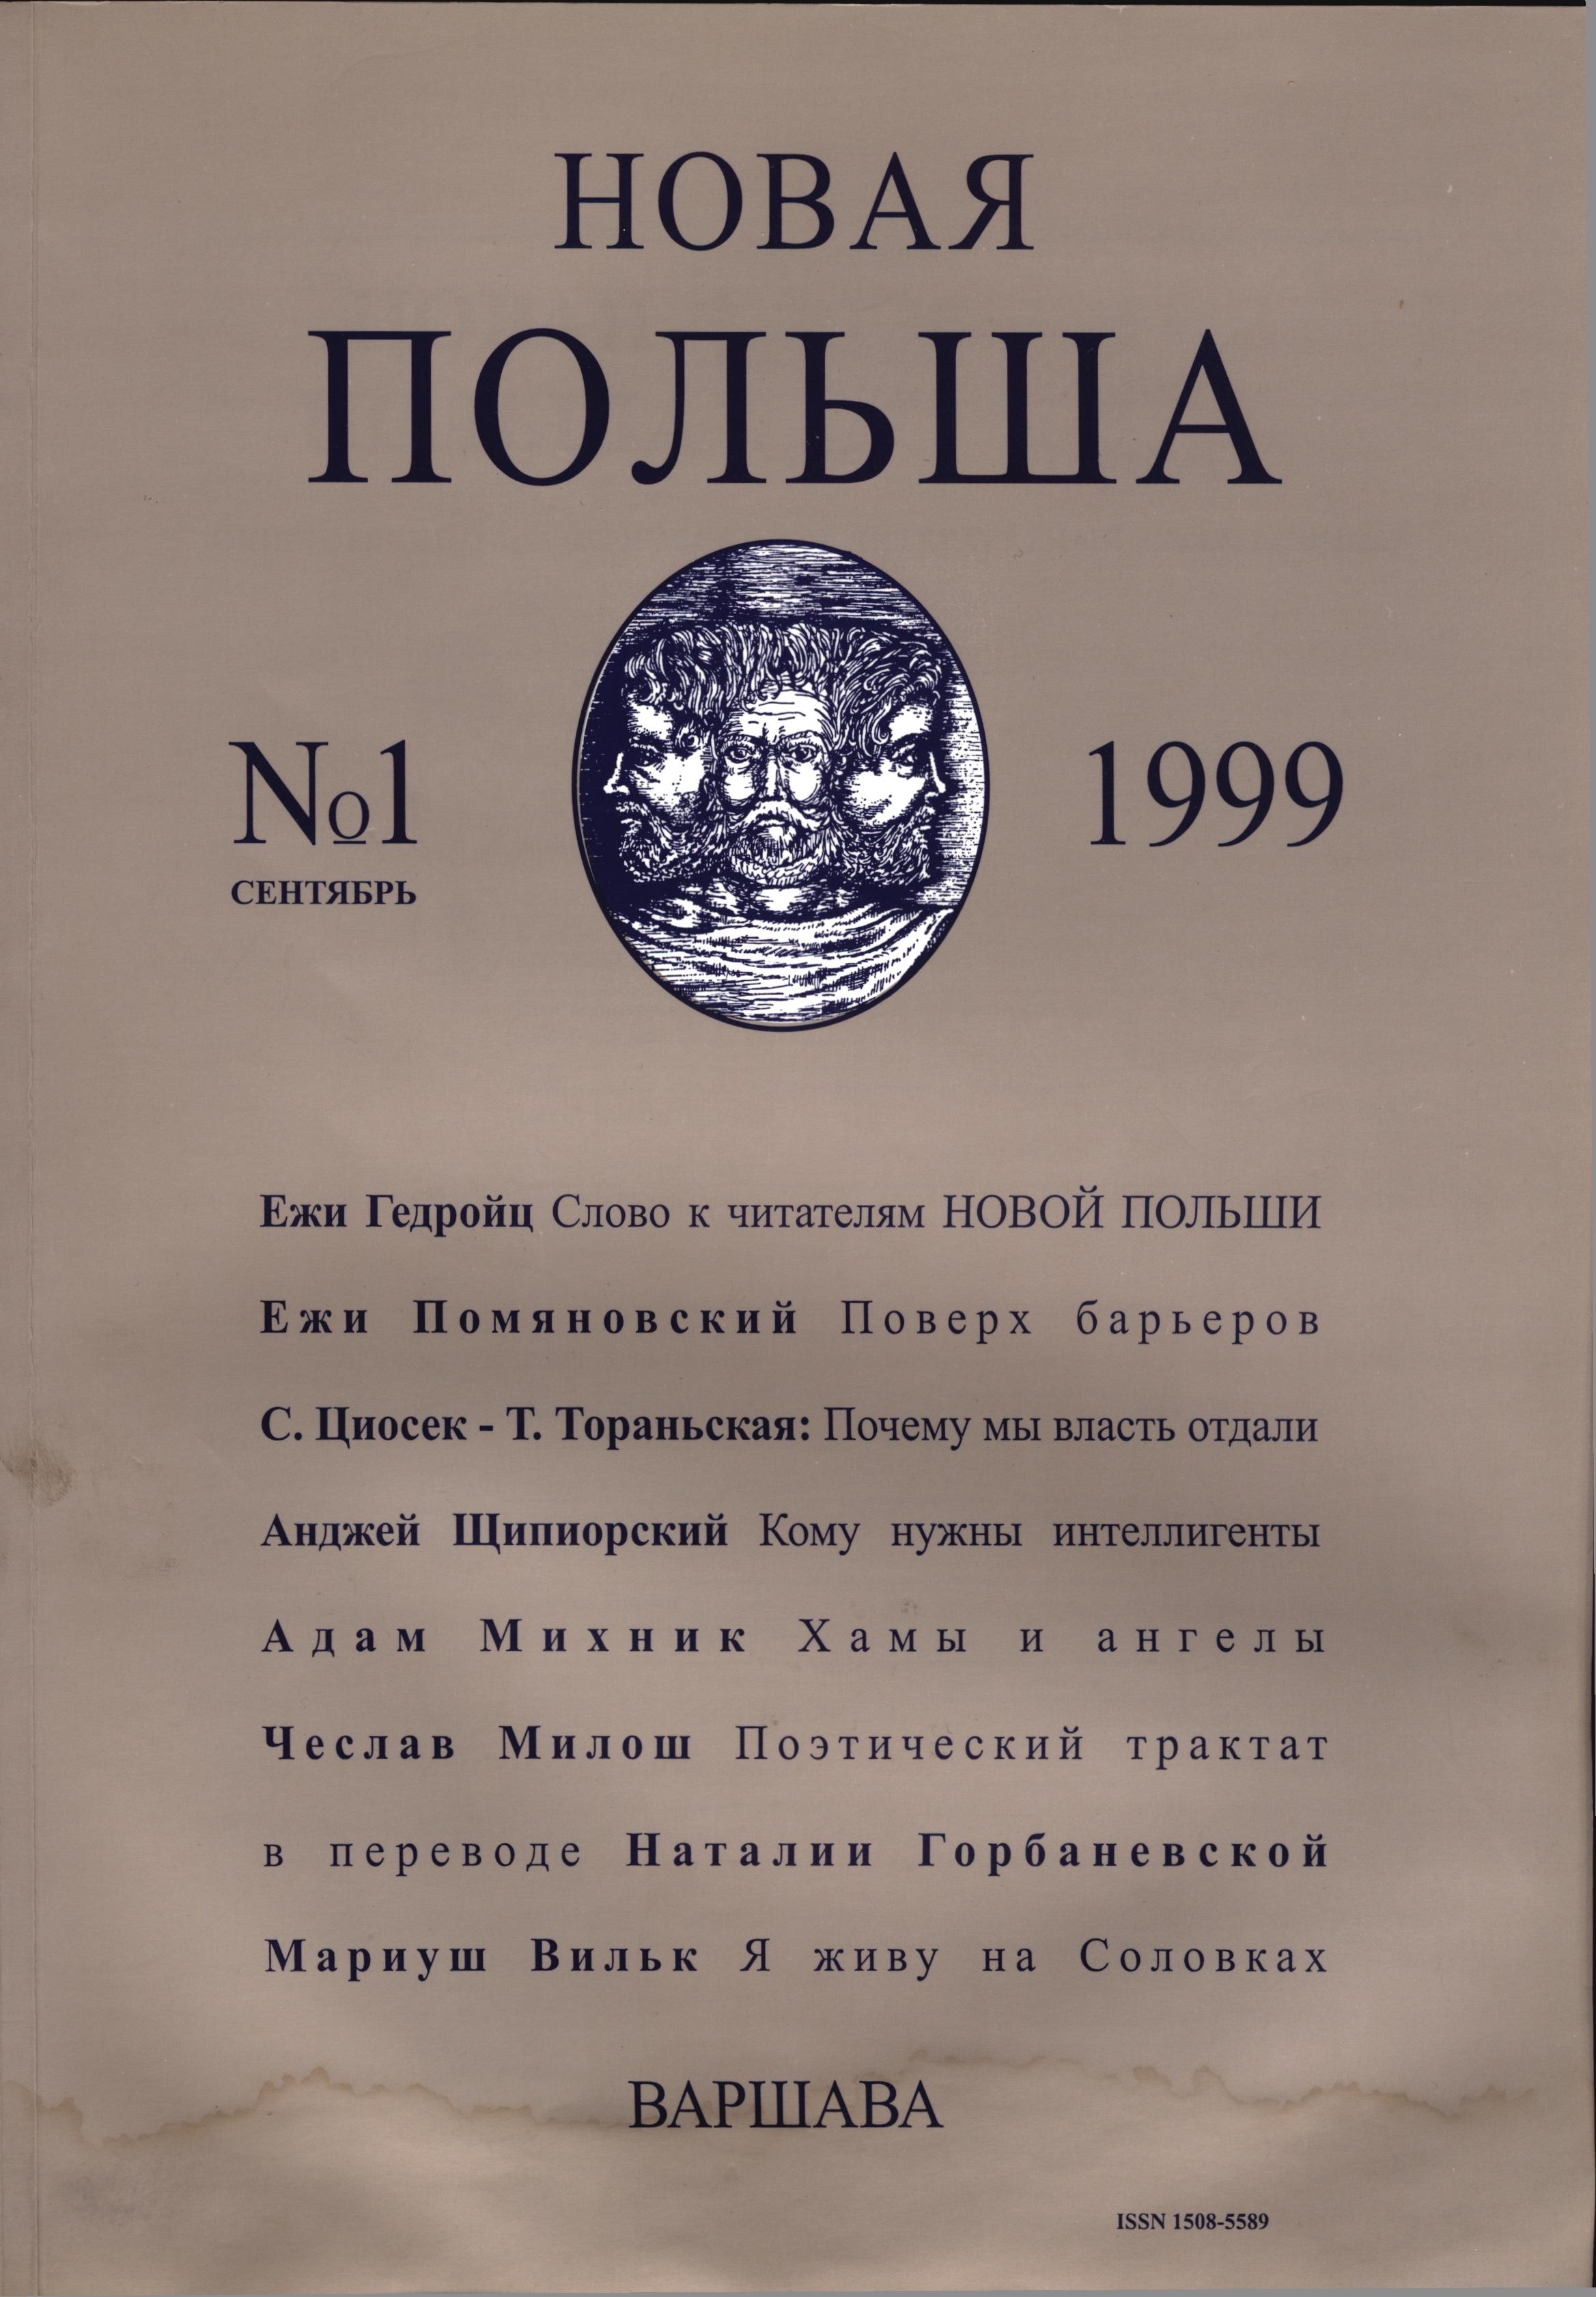 НОВАЯ
ПОЛЬША
№1
СЕНТЯБРЬ
1999
Ежи Гедройц Слово к читателям НОВОЙ ПОЛЬШИ
Ежи Помяновский Поверх барьеров
С. Циосек - Т. Тораньская: Почему мы власть отдали
Анджей Щипиорский Кому нужны интеллигенты
Адам Михник Хамы и ангелы
Чеслав Милош Поэтический трактат
в переводе Наталии Горбаневской
Мариуш Вильк Я живу на Соловках
ВАРШАВА
ISSN 1508-5589